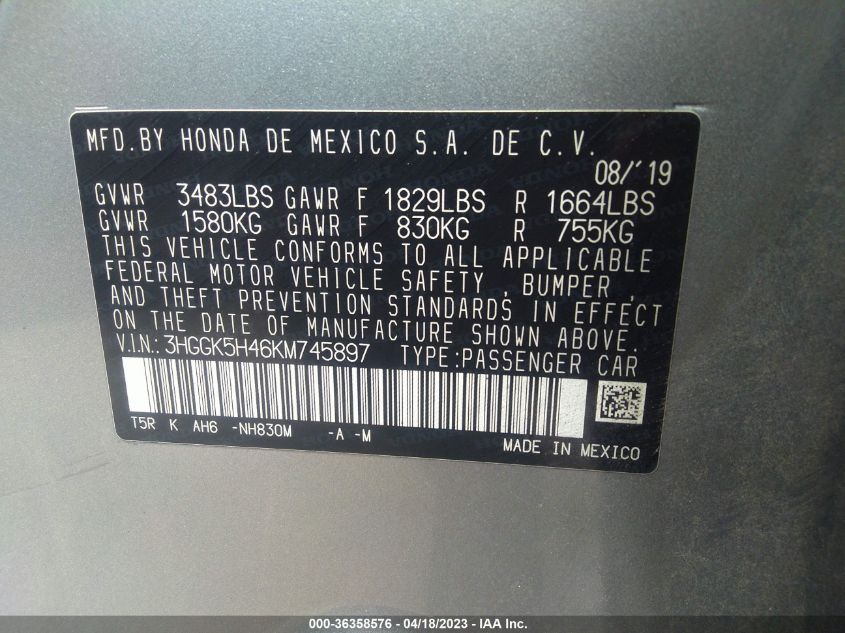 MFD.BY HONDA DE MEXICO S.A. DE C.V.
08/'19
GVWR 3483LBS GAWR F 1829LBS R 1664LBS
GVWR 1580KG GAWR F 830KG R 755KG
THIS VEHICLE CONFORMS TO ALL APPLICABLE
FEDERAL MOTOR VEHICLE SAFETY, BUMPER,
AND THEFT PREVENTION STANDARDS IN EFFECT
ON THE DATE OF MANUFACTURE SHOWN ABOVE.
V.I.N.: 3HGGK5H46KM745897 TYPE:PASSENGER CAR
T5R K AH6 -NH830M -A -M
MADE IN MEXICO
000-36358576 - 04/18/2023 - IAA Inc.